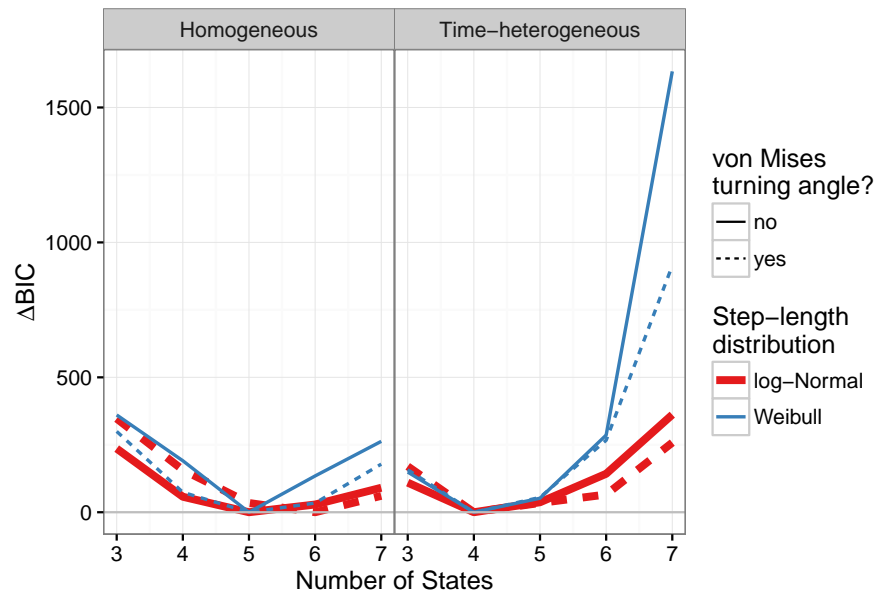 Homogeneous
Time−heterogeneous
1500
1000
500
0
ΔBIC
3 4 5 6 7
3 4 5 6 7
Number of States
von Mises
turning angle?
no
yes
Step−length
distribution
log−Normal
Weibull